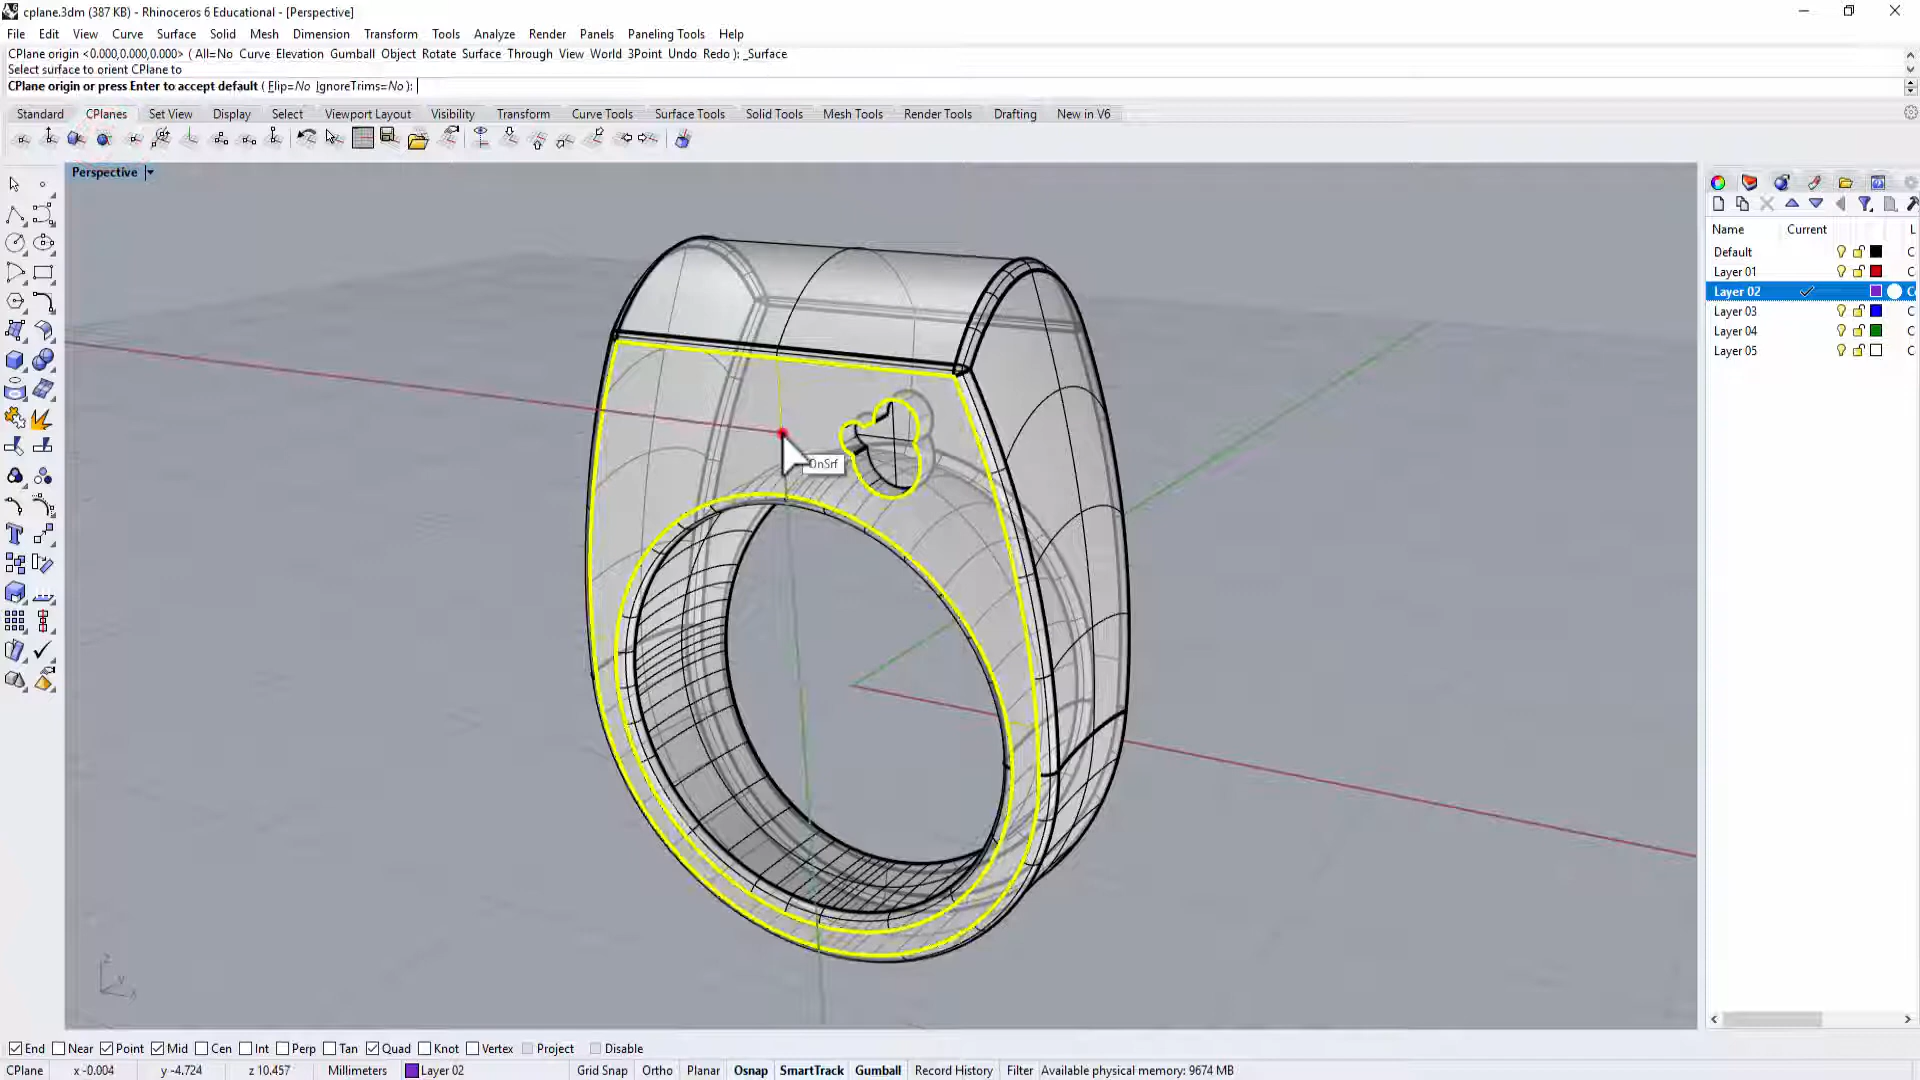 cplane.3dm (387 KB) - Rhinoceros 6 Educational - [Perspective]
File Edit View Curve Surface Solid Mesh Dimension Transform Tools Analyze Render Panels Paneling Tools Help
CPlane origin <0.000,0.000,0.000> ( All=No Curve Elevation Gumball Object Rotate Surface Through View World 3Point Undo Redo ): _Surface
Select surface to orient CPlane to
CPlane origin or press Enter to accept default ( Flip=No IgnoreTrims=No ):
Standard CPlanes Set View Display Select Viewport Layout Visibility Transform Curve Tools Surface Tools Solid Tools Mesh Tools Render Tools Drafting New in V6
Perspective
Name Current L
Default C
Layer 01 C
Layer 02 C
Layer 03 C
Layer 04 C
Layer 05 C
OnSrf
z
y
x
End Near Point Mid Cen Int Perp Tan Quad Knot Vertex Project Disable
CPlane x -0.004 y -4.724 z 10.457 Millimeters Layer 02 Grid Snap Ortho Planar Osnap SmartTrack Gumball Record History Filter Available physical memory: 9674 MB